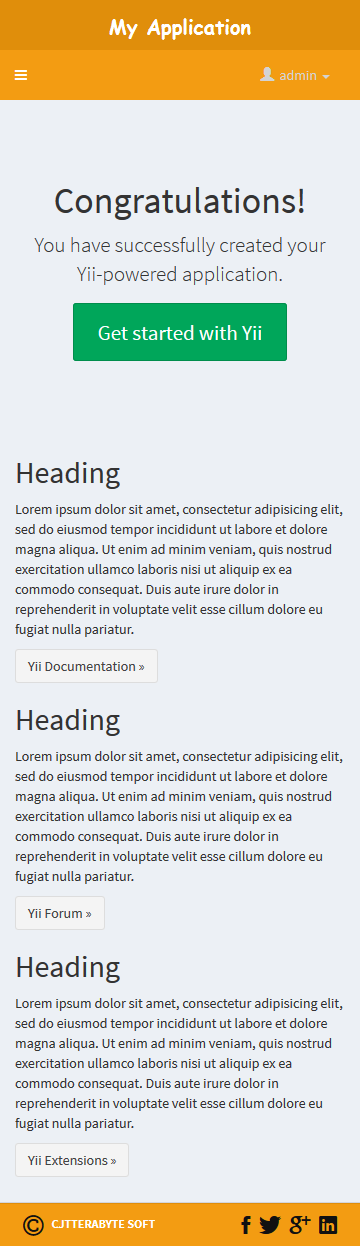 My Application
admin
Congratulations!
You have successfully created your
Yii-powered application.
Get started with Yii
Heading
Lorem ipsum dolor sit amet, consectetur adipisicing elit,
sed do eiusmod tempor incididunt ut labore et dolore
magna aliqua. Ut enim ad minim veniam, quis nostrud
exercitation ullamco laboris nisi ut aliquip ex ea
commodo consequat. Duis aute irure dolor in
reprehenderit in voluptate velit esse cillum dolore eu
fugiat nulla pariatur.
Yii Documentation »
Heading
Lorem ipsum dolor sit amet, consectetur adipisicing elit,
sed do eiusmod tempor incididunt ut labore et dolore
magna aliqua. Ut enim ad minim veniam, quis nostrud
exercitation ullamco laboris nisi ut aliquip ex ea
commodo consequat. Duis aute irure dolor in
reprehenderit in voluptate velit esse cillum dolore eu
fugiat nulla pariatur.
Yii Forum »
Heading
Lorem ipsum dolor sit amet, consectetur adipisicing elit,
sed do eiusmod tempor incididunt ut labore et dolore
magna aliqua. Ut enim ad minim veniam, quis nostrud
exercitation ullamco laboris nisi ut aliquip ex ea
commodo consequat. Duis aute irure dolor in
reprehenderit in voluptate velit esse cillum dolore eu
fugiat nulla pariatur.
Yii Extensions »
© CJTTERABYTE SOFT